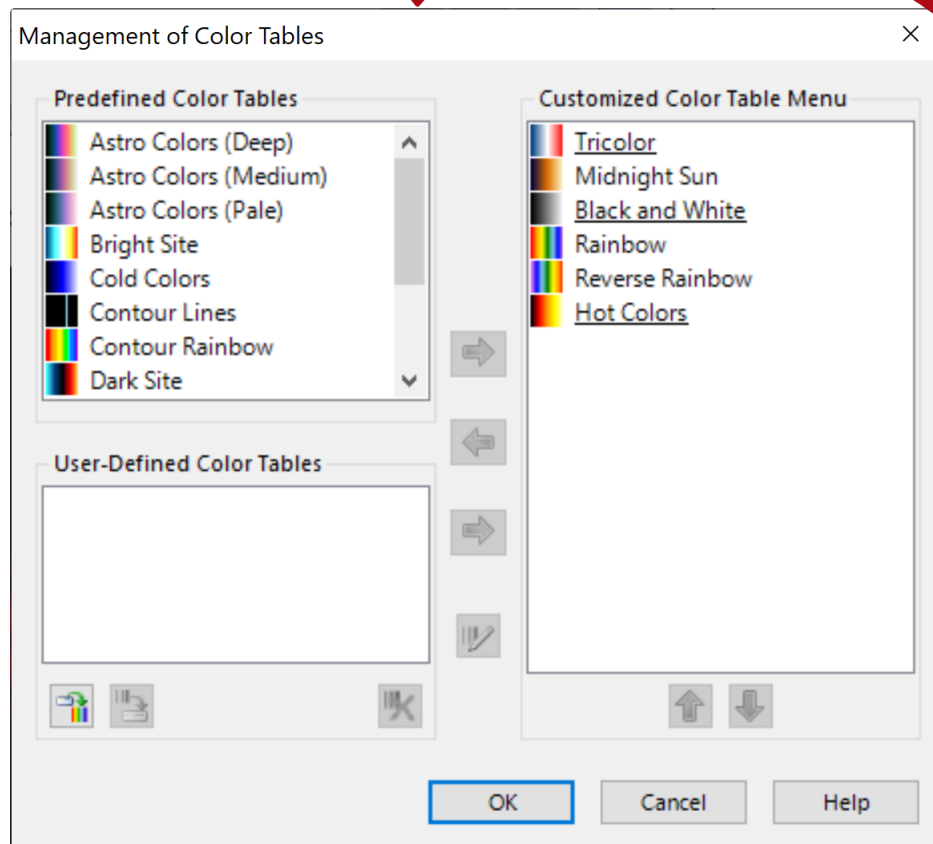 Management of Color Tables
Predefined Color Tables
Astro Colors (Deep)
Astro Colors (Medium)
Astro Colors (Pale)
Bright Site
Cold Colors
Contour Lines
Contour Rainbow
Dark Site
User-Defined Color Tables
Customized Color Table Menu
Tricolor
Midnight Sun
Black and White
Rainbow
Reverse Rainbow
Hot Colors
OK
Cancel
Help